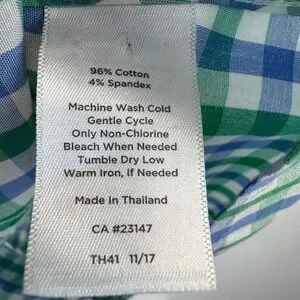 96% Cotton
4% Spandex
Machine Wash Cold
Gentle Cycle
Only Non-Chlorine
Bleach When Needed
Tumble Dry Low
Warm Iron, If Needed
Made in Thailand
CA #23147
TH41 11/17